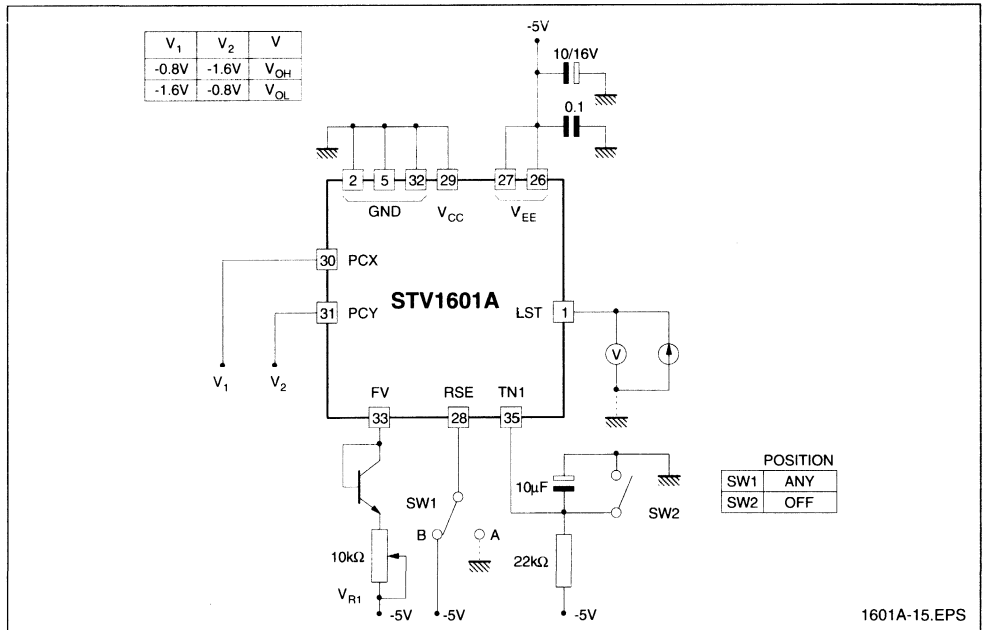 V1 V2 V
-0.8V -1.6V VOH
-1.6V -0.8V VOL
-5V
10/16V
0.1
2 5 32 29 27 26
GND VCC VEE
30 PCX
STV1601A
31 PCY
LST 1
V
V1 V2
FV RSE TN1
33 28 35
POSITION
SW1 ANY
SW2 OFF
10μF
SW1
SW2
B A
10kΩ
22kΩ
VR1
-5V -5V -5V
1601A-15.EPS